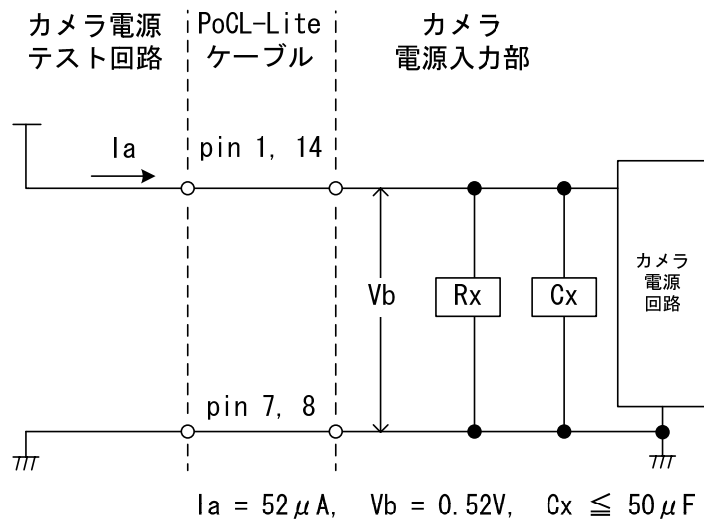 カメラ電源
テスト回路
PoCL-Lite
ケーブル
カメラ
電源入力部
Ia
pin 1, 14
Vb
Rx
Cx
カメラ
電源
回路
pin 7, 8
Ia = 52μA, Vb = 0.52V, Cx ≦ 50μF